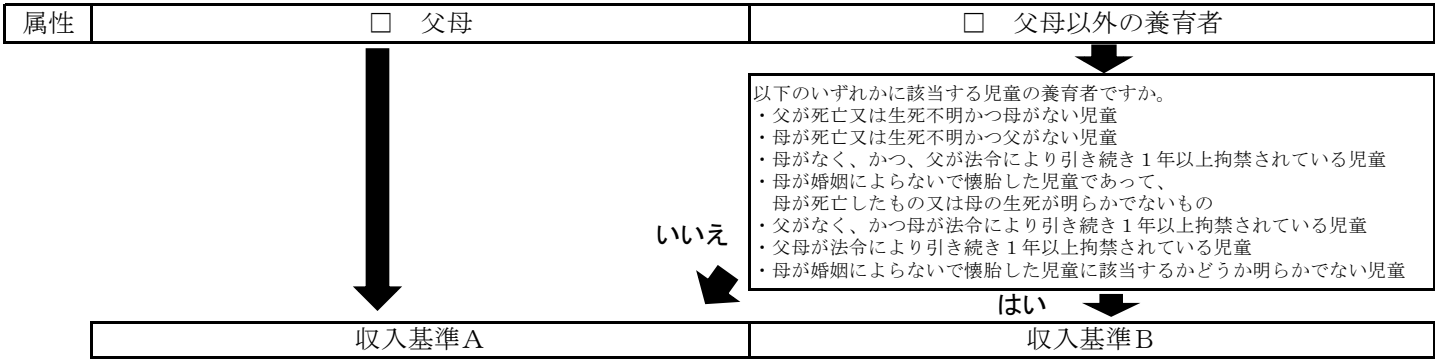 属性
□ 父母
□ 父母以外の養育者
以下のいずれかに該当する児童の養育者ですか。
・父が死亡又は生死不明かつ母がない児童
・母が死亡又は生死不明かつ父がない児童
・母がなく、かつ、父が法令により引き続き１年以上拘禁されている児童
・母が婚姻によらないで懐胎した児童であって、
母が死亡したもの又は母の生死が明らかでないもの
・父がなく、かつ母が法令により引き続き１年以上拘禁されている児童
・父母が法令により引き続き１年以上拘禁されている児童
・母が婚姻によらないで懐胎した児童に該当するかどうか明らかでない児童
いいえ
はい
収入基準Ａ
収入基準Ｂ